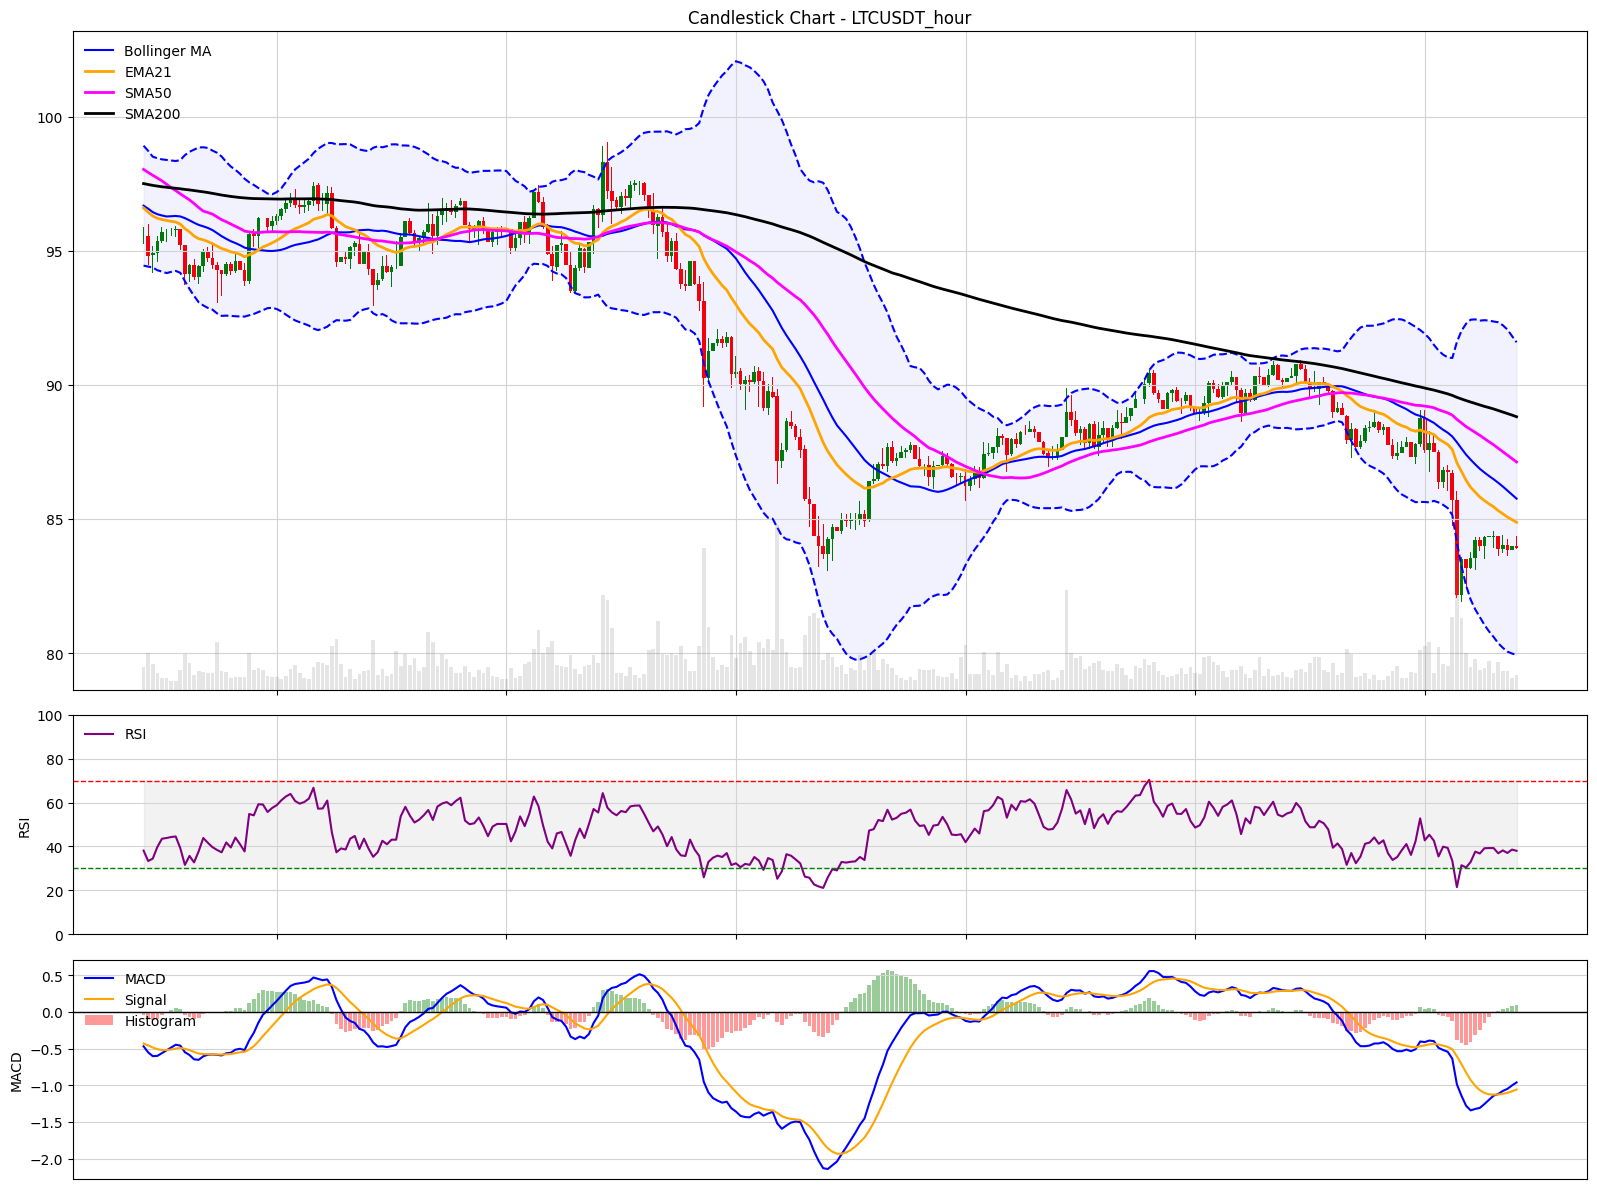 Candlestick Chart - LTCUSDT_hour
Bollinger MA
EMA21
SMA50
SMA200
100
95
90
85
80
RSI
100
80
60
40
20
0
RSI
MACD
Signal
Histogram
0.5
0.0
−0.5
−1.0
−1.5
−2.0
MACD